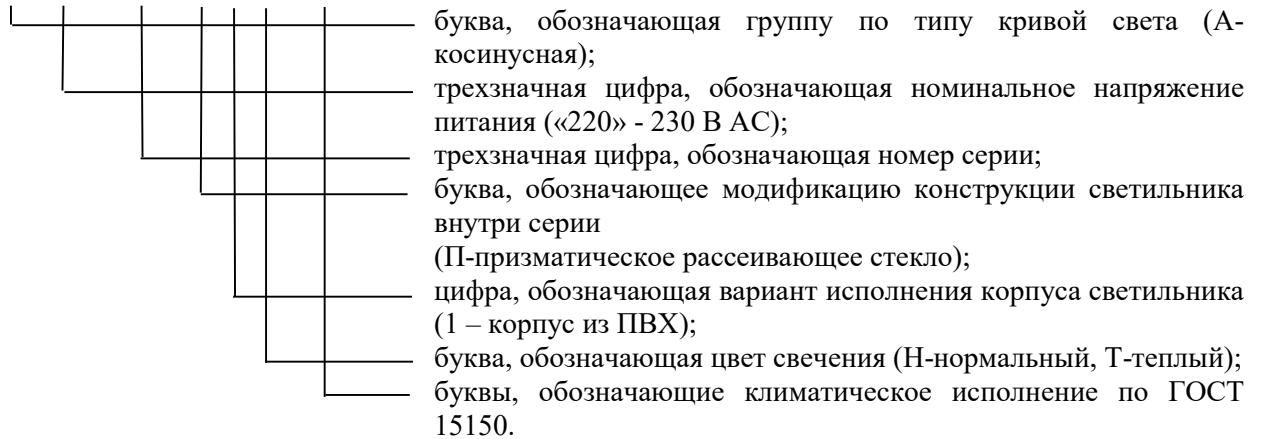 буква, обозначающая группу по типу кривой света (А-
косинусная);
трехзначная цифра, обозначающая номинальное напряжение
питания («220» - 230 В АС);
трехзначная цифра, обозначающая номер серии;
буква, обозначающее модификацию конструкции светильника
внутри серии
(П-призматическое рассеивающее стекло);
цифра, обозначающая вариант исполнения корпуса светильника
(1 – корпус из ПВХ);
буква, обозначающая цвет свечения (Н-нормальный, Т-теплый);
буквы, обозначающие климатическое исполнение по ГОСТ
15150.